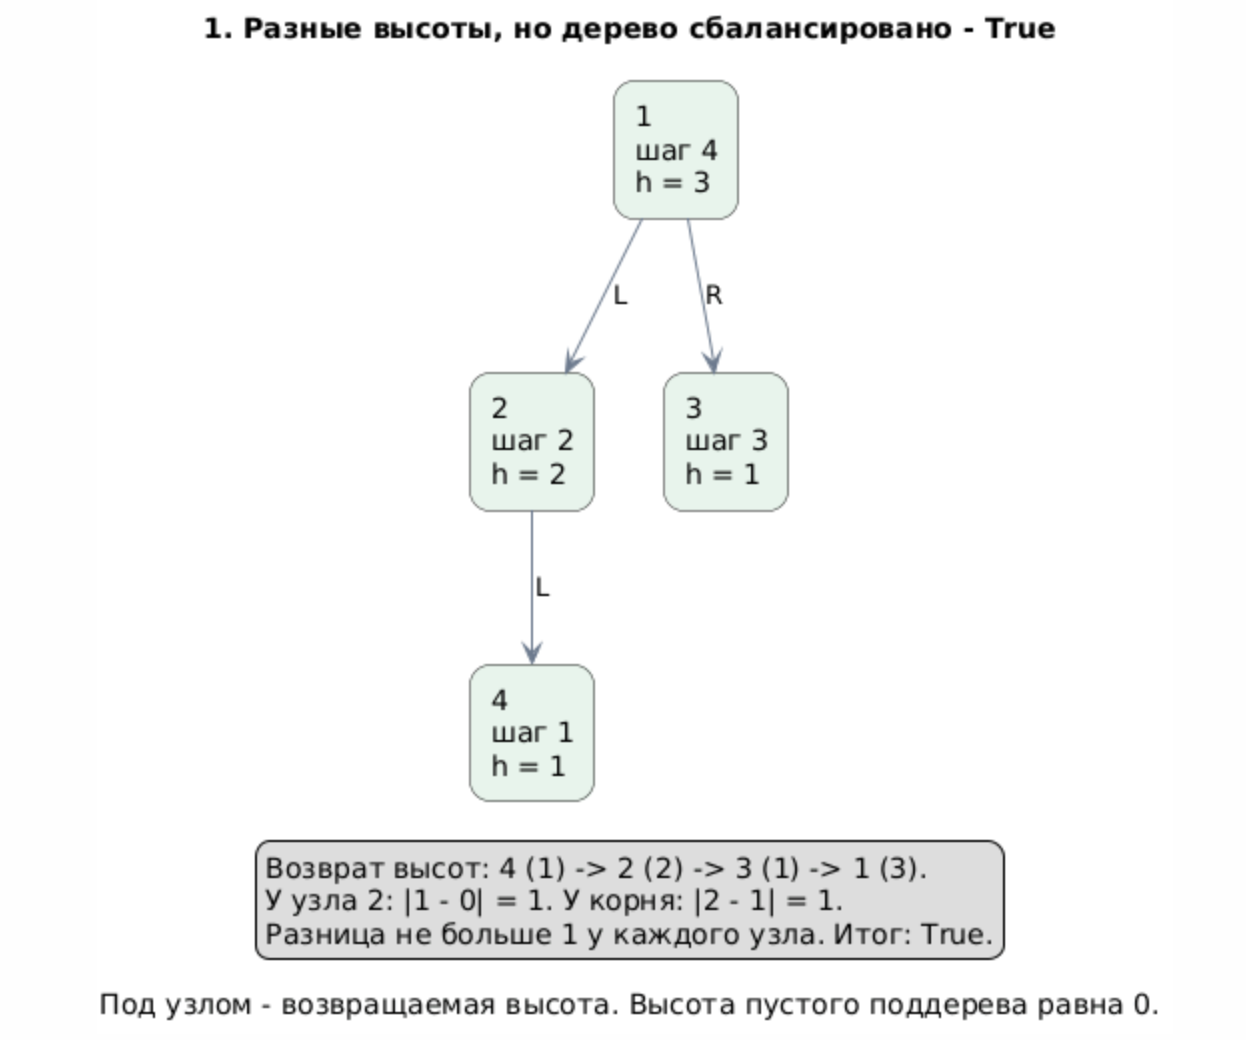 1. Разные высоты, но дерево сбалансировано - True
1
шаг 4
h = 3
L
R
2
шаг 2
h = 2
3
шаг 3
h = 1
L
4
шаг 1
h = 1
Возврат высот: 4 (1) -> 2 (2) -> 3 (1) -> 1 (3).
У узла 2: |1 - 0| = 1. У корня: |2 - 1| = 1.
Разница не больше 1 у каждого узла. Итог: True.
Под узлом - возвращаемая высота. Высота пустого поддерева равна 0.